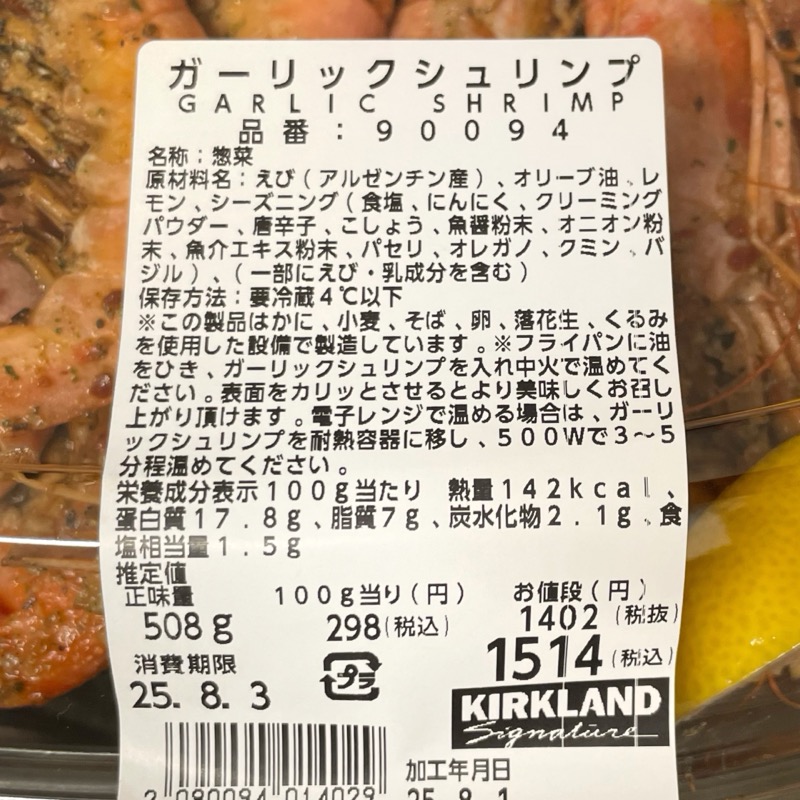 ガーリックシュリンプ
GARLIC SHRIMP
品番:90094
名称:惣菜
原材料名:えび(アルゼンチン産)、オリーブ油、レ
モン、シーズニング(食塩、にんにく、クリーミング
パウダー、唐辛子、こしょう、魚醤粉末、オニオン粉
末、魚介エキス粉末、パセリ、オレガノ、クミン、バ
ジル)、(一部にえび・乳成分を含む)
保存方法:要冷蔵4℃以下
※この製品はかに、小麦、そば、卵、落花生、くるみ
を使用した設備で製造しています。※フライパンに油
をひき、ガーリックシュリンプを入れ中火で温めてく
ださい。表面をカリッとさせるとより美味しくお召し
上がり頂けます。電子レンジで温める場合は、ガーリ
ックシュリンプを耐熱容器に移し、500Wで3~5
分程温めてください。
栄養成分表示100g当たり 熱量142kcal、
蛋白質17.8g、脂質7g、炭水化物2.1g、食
塩相当量1.5g
推定値
正味量 100g当り(円) お値段(円)
508g 298(税込) 1402(税抜)
1514(税込)
消費期限 プラ
25.8.3
KIRKLAND
Signature
加工年月日
2 080094 014029 25.8.1